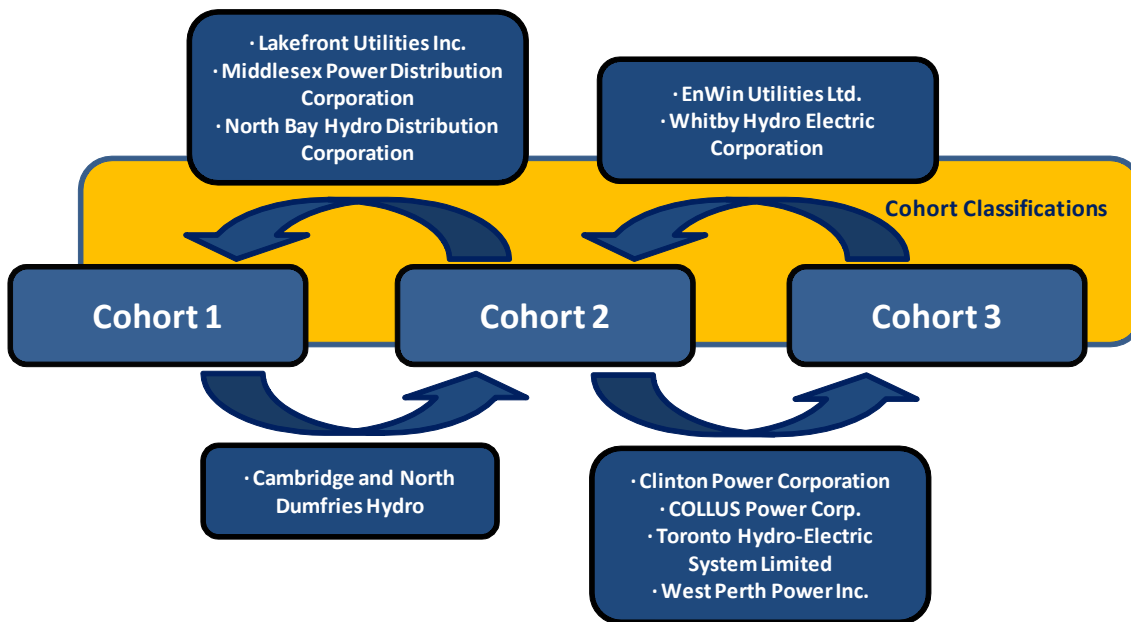 · Lakefront Utilities Inc.
· Middlesex Power Distribution
Corporation
· North Bay Hydro Distribution
Corporation
· EnWin Utilities Ltd.
· Whitby Hydro Electric
Corporation
Cohort Classifications
Cohort 1
Cohort 2
Cohort 3
· Cambridge and North
Dumfries Hydro
· Clinton Power Corporation
· COLLUS Power Corp.
· Toronto Hydro-Electric
System Limited
· West Perth Power Inc.